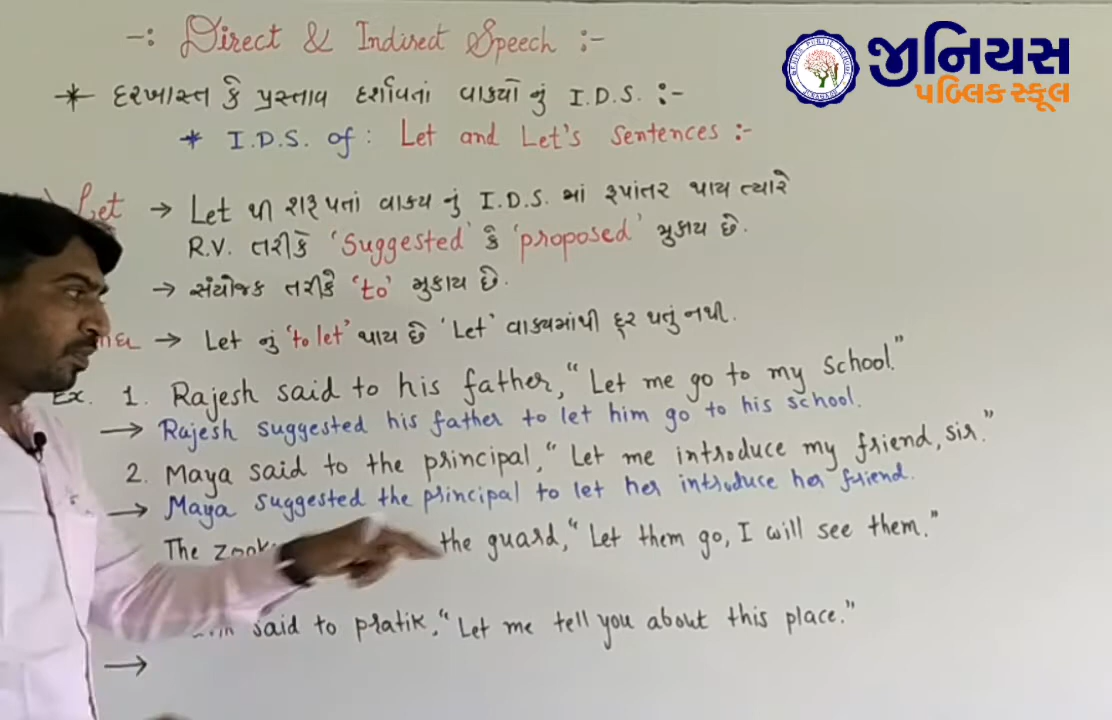 -: Direct & Indirect Speech :-
જીનિયસ
પબ્લિક સ્કૂલ
* દરખાસ્ત કે પ્રસ્તાવ દર્શાવતાં વાક્યો નું I.D.S. :-
* I.D.S. of : Let and Let's Sentences :-
Let → Let થી શરૂ થતાં વાક્ય નું I.D.S. માં રૂપાંતર થાય ત્યારે
R.V. તરીકે 'Suggested' કે 'proposed' મુકાય છે.
→ સંયોજક તરીકે 'to' મુકાય છે.
→ Let નું 'to let' થાય છે 'Let' વાક્યમાંથી દૂર થતું નથી.
Ex. 1. Rajesh said to his father, "Let me go to my school."
→ Rajesh suggested his father to let him go to his school.
2. Maya said to the principal, "Let me introduce my friend, sir."
→ Maya suggested the principal to let her introduce her friend.
The the guard, "Let them go, I will see them."
said to pratik, "Let me tell you about this place."
→